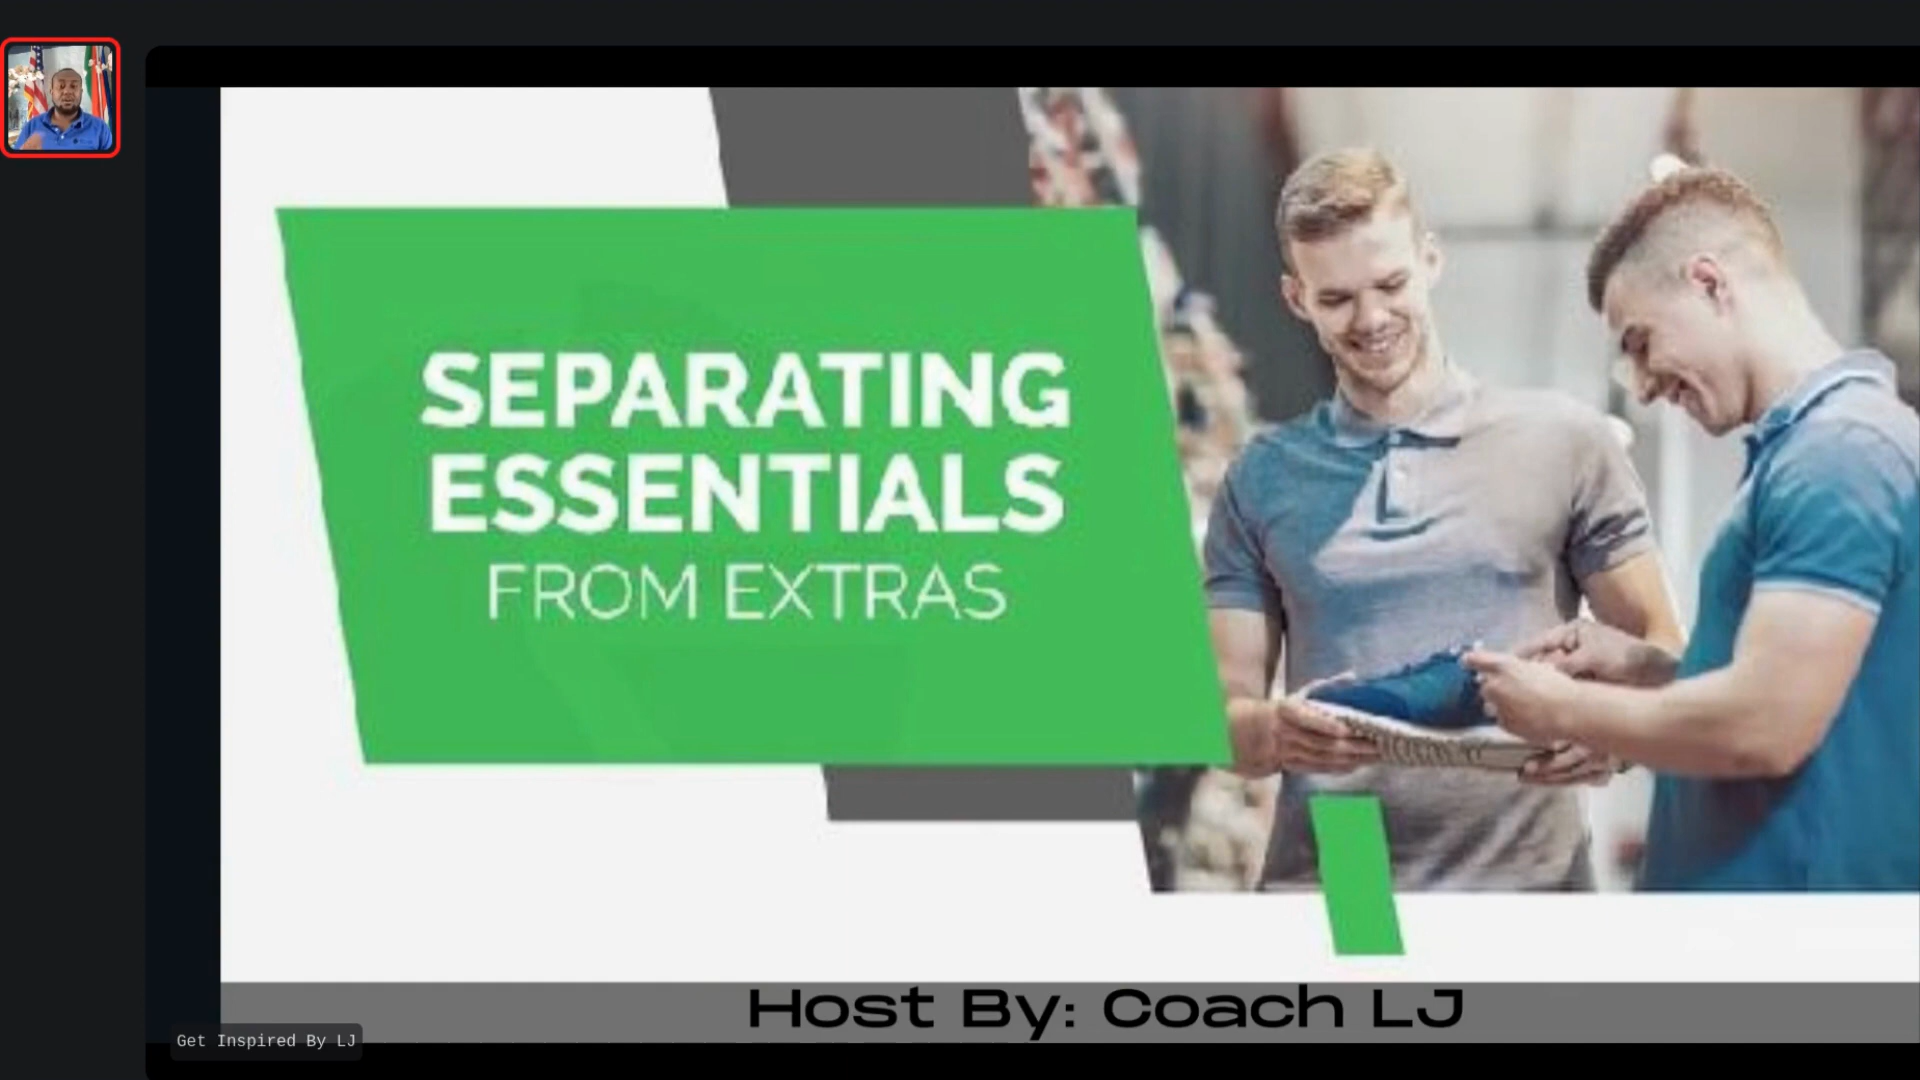 SEPARATING
ESSENTIALS
FROM EXTRAS
Host By: Coach LJ
Get Inspired By LJ